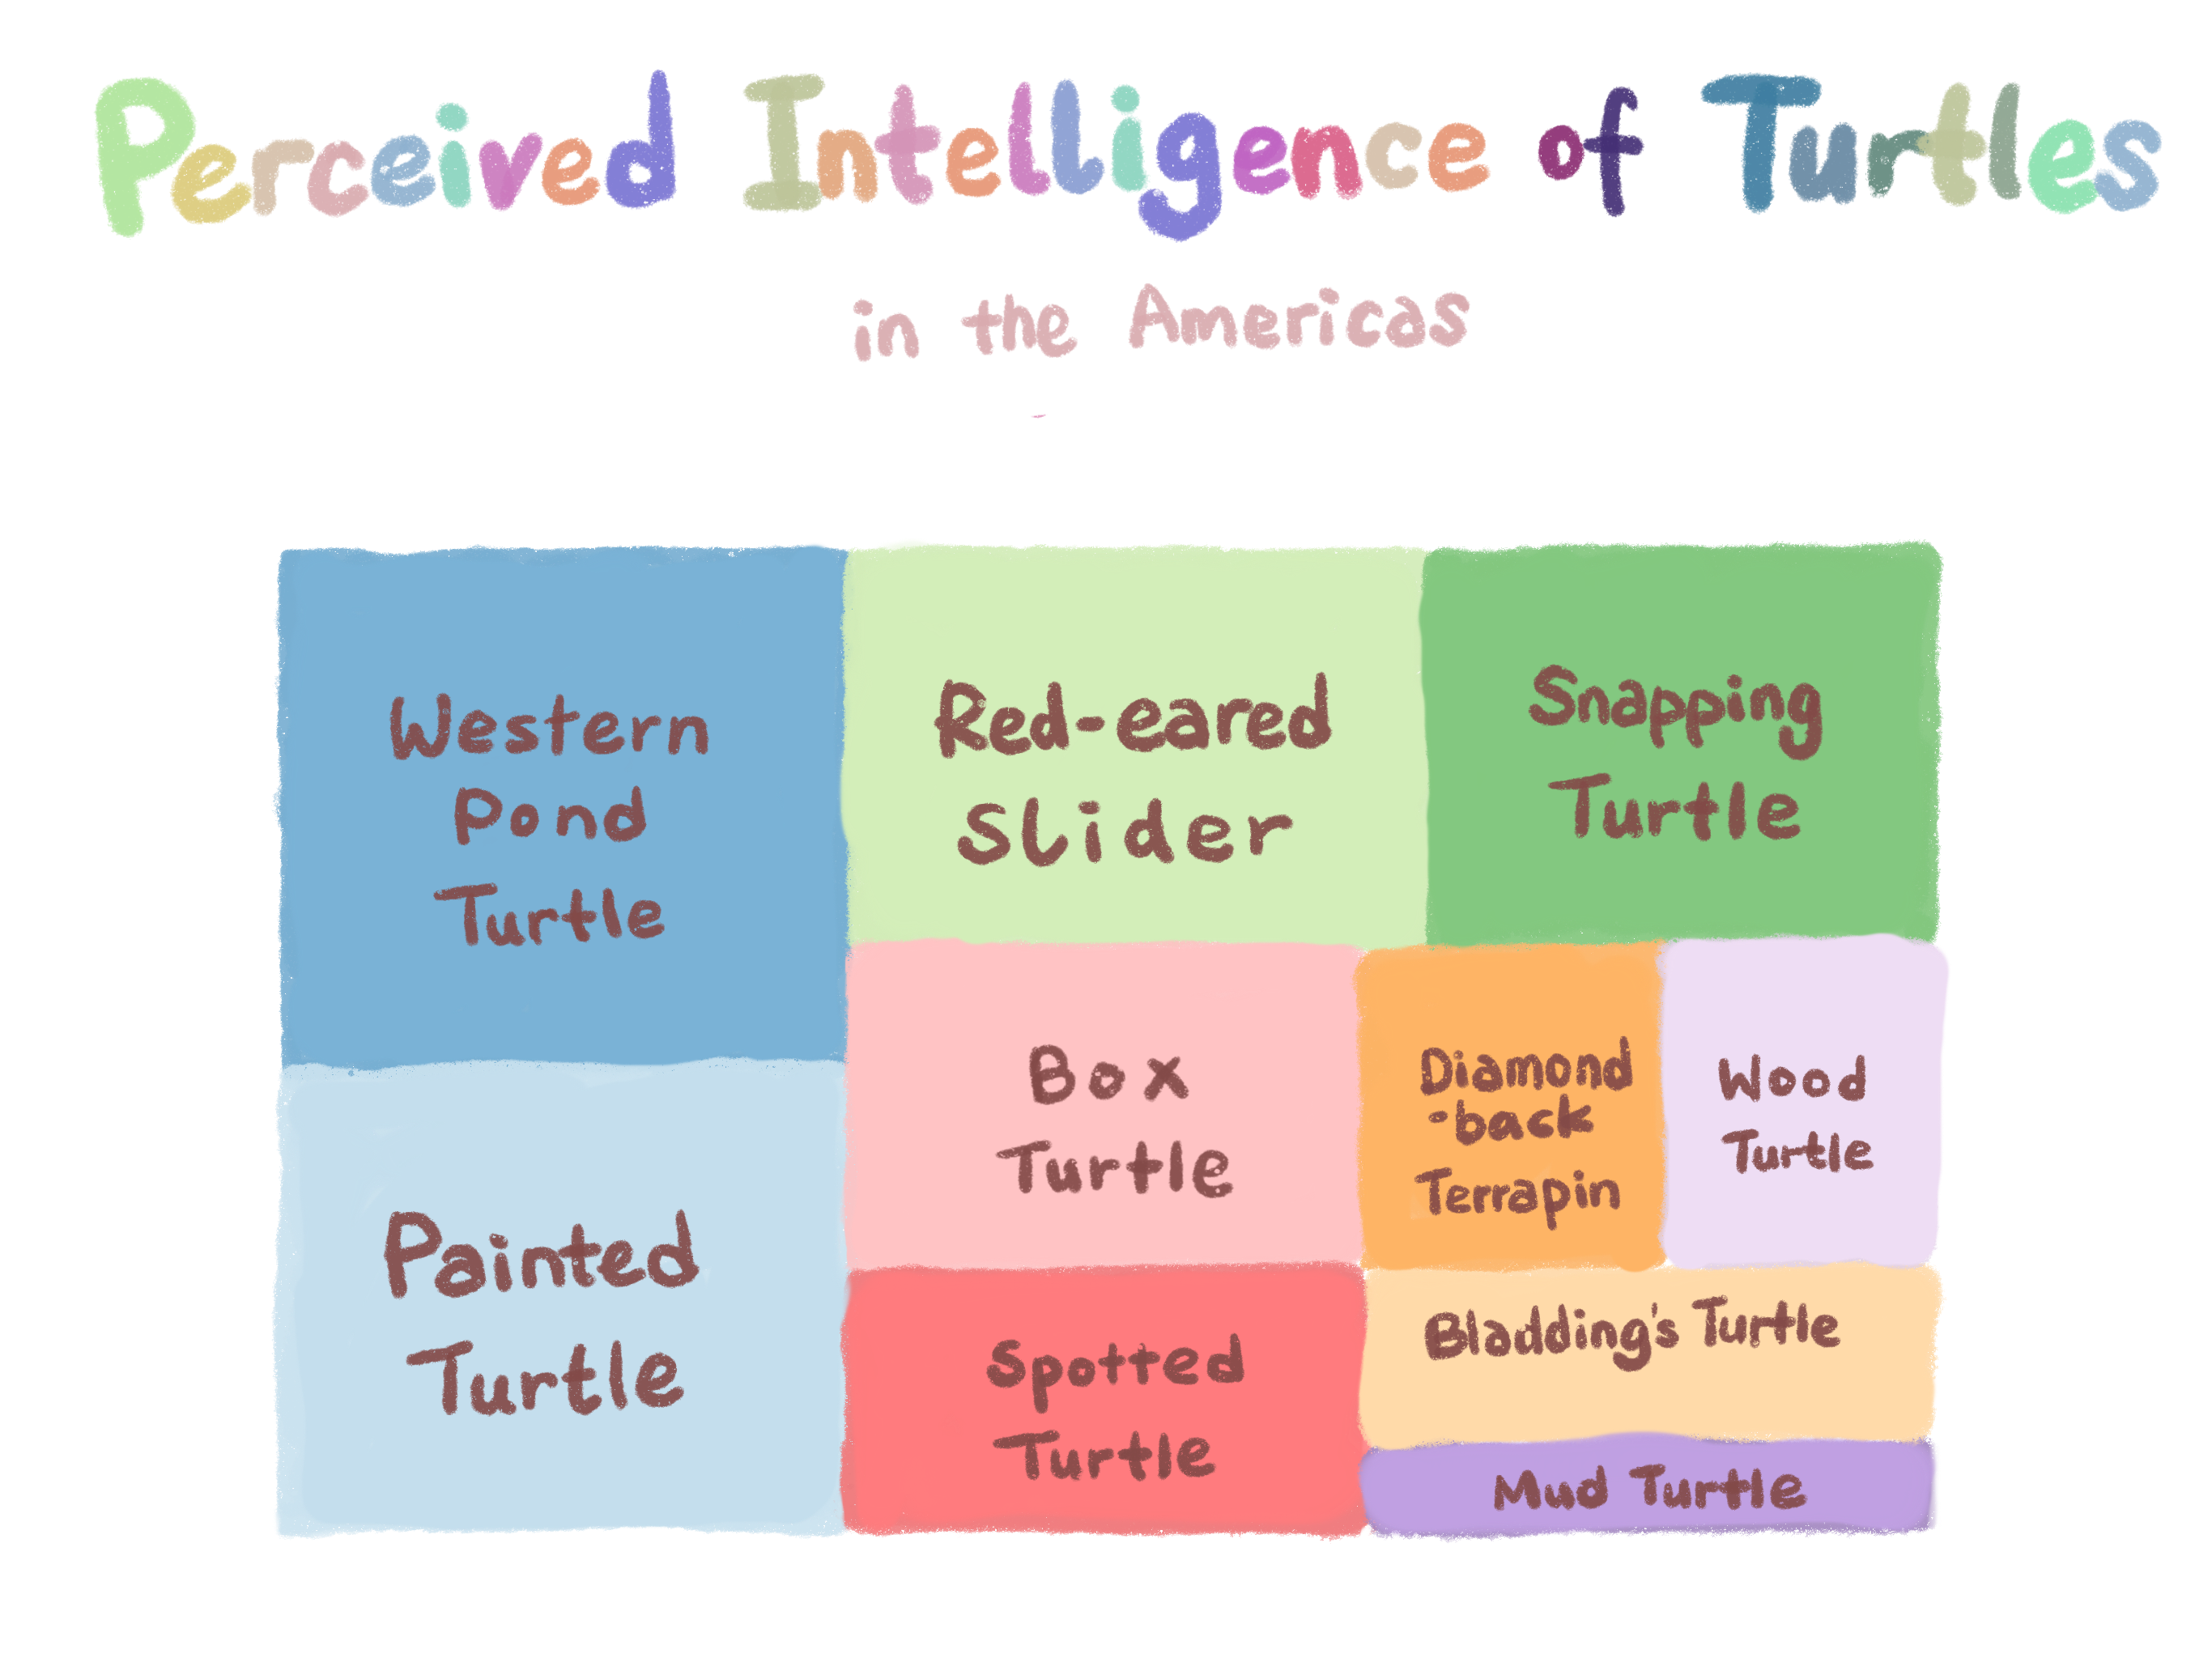 Perceived Intelligence of Turtles
in the Americas
Western
Pond
Turtle
Red-eared
Slider
Snapping
Turtle
Painted
Turtle
Box
Turtle
Diamond
-back
Terrapin
Wood
Turtle
Spotted
Turtle
Bladding's Turtle
Mud Turtle